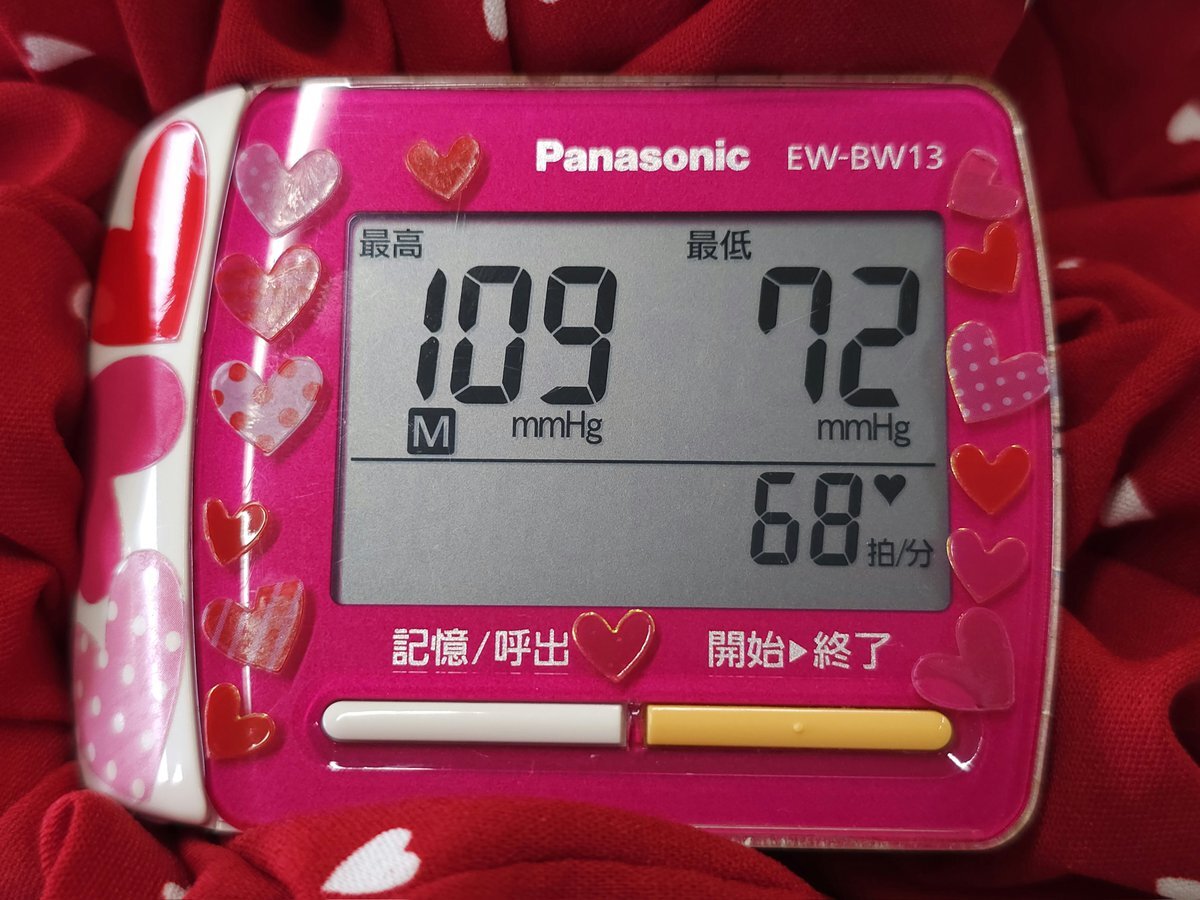 Panasonic EW-BW13
最高 最低
109 72
M mmHg mmHg
68
拍/分
記憶/呼出 開始▶終了